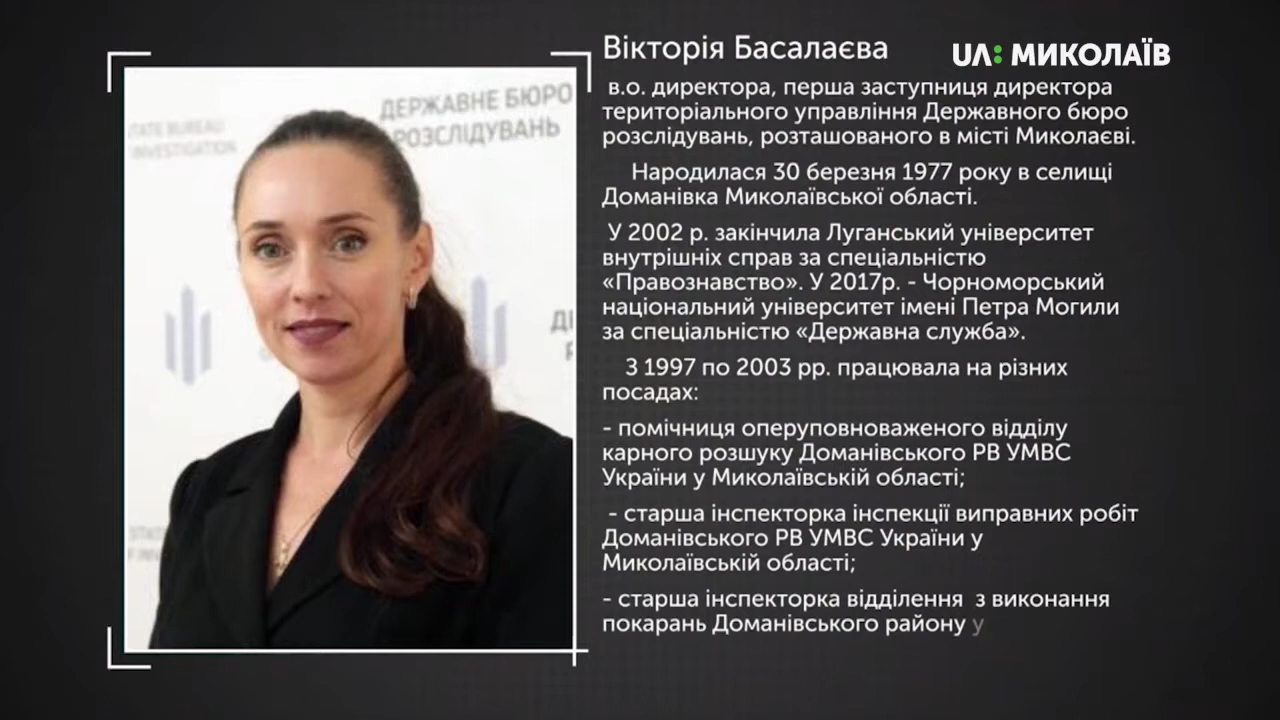 Вікторія Басалаєва
UA: МИКОЛАЇВ
в.о. директора, перша заступниця директора
територіального управління Державного бюро
розслідувань, розташованого в місті Миколаєві.
Народилася 30 березня 1977 року в селищі
Доманівка Миколаївської області.
У 2002 р. закінчила Луганський університет
внутрішніх справ за спеціальністю
«Правознавство». У 2017р. - Чорноморський
національний університет імені Петра Могили
за спеціальністю «Державна служба».
З 1997 по 2003 рр. працювала на різних
посадах:
- помічниця оперуповноваженого відділу
карного розшуку Доманівського РВ УМВС
України у Миколаївській області;
- старша інспекторка інспекції виправних робіт
Доманівського РВ УМВС України у
Миколаївській області;
- старша інспекторка відділення з виконання
покарань Доманівського району у
ДЕРЖАВНЕ БЮРО
РОЗСЛІДУВАНЬ
TATE BUREAU
INVESTIGATION